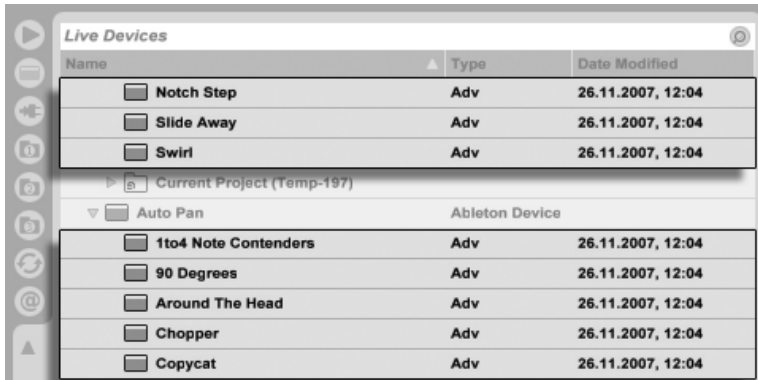 Live Devices
Name Type Date Modified
Notch Step Adv 26.11.2007, 12:04
Slide Away Adv 26.11.2007, 12:04
Swirl Adv 26.11.2007, 12:04
Current Project (Temp-197)
Auto Pan Ableton Device
1to4 Note Contenders Adv 26.11.2007, 12:04
90 Degrees Adv 26.11.2007, 12:04
Around The Head Adv 26.11.2007, 12:04
Chopper Adv 26.11.2007, 12:04
Copycat Adv 26.11.2007, 12:04
1
2
3
@